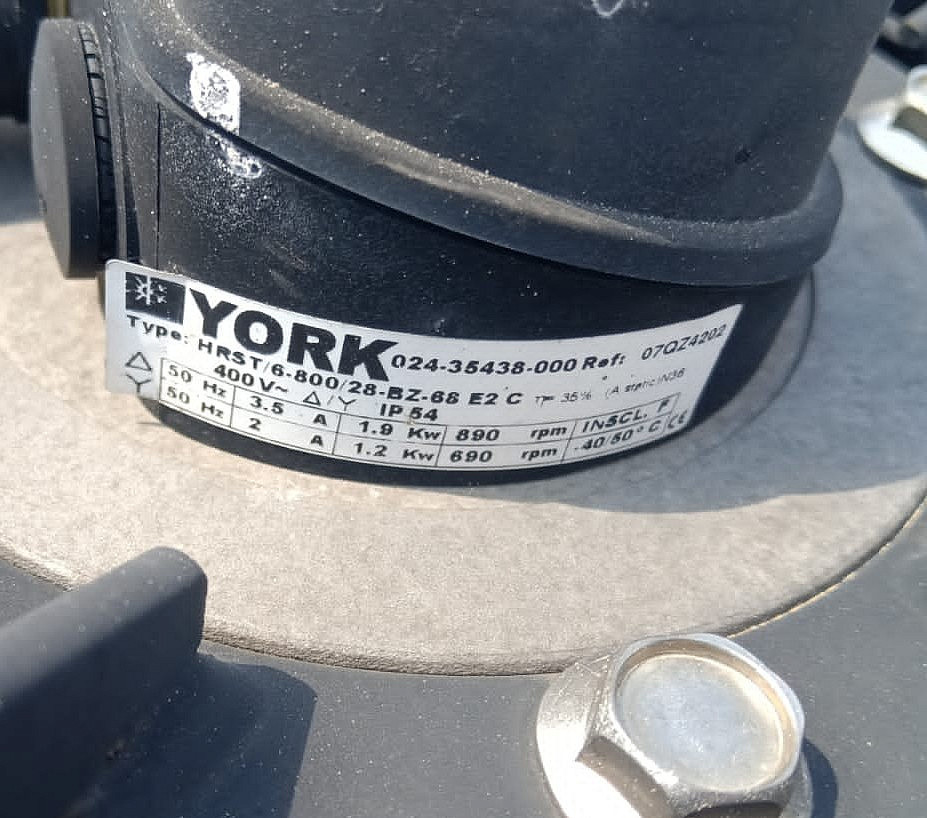 YORK 024-35438-000 Ref: 07QZ4202
Type: HRST/6-800/28-BZ-68 E2 C
400 V~ Δ/Y IP 54
Δ 50 Hz 3.5 A 1.9 Kw 890 rpm INSCL. F
Y 50 Hz 2 A 1.2 Kw 690 rpm -40/50°C CE